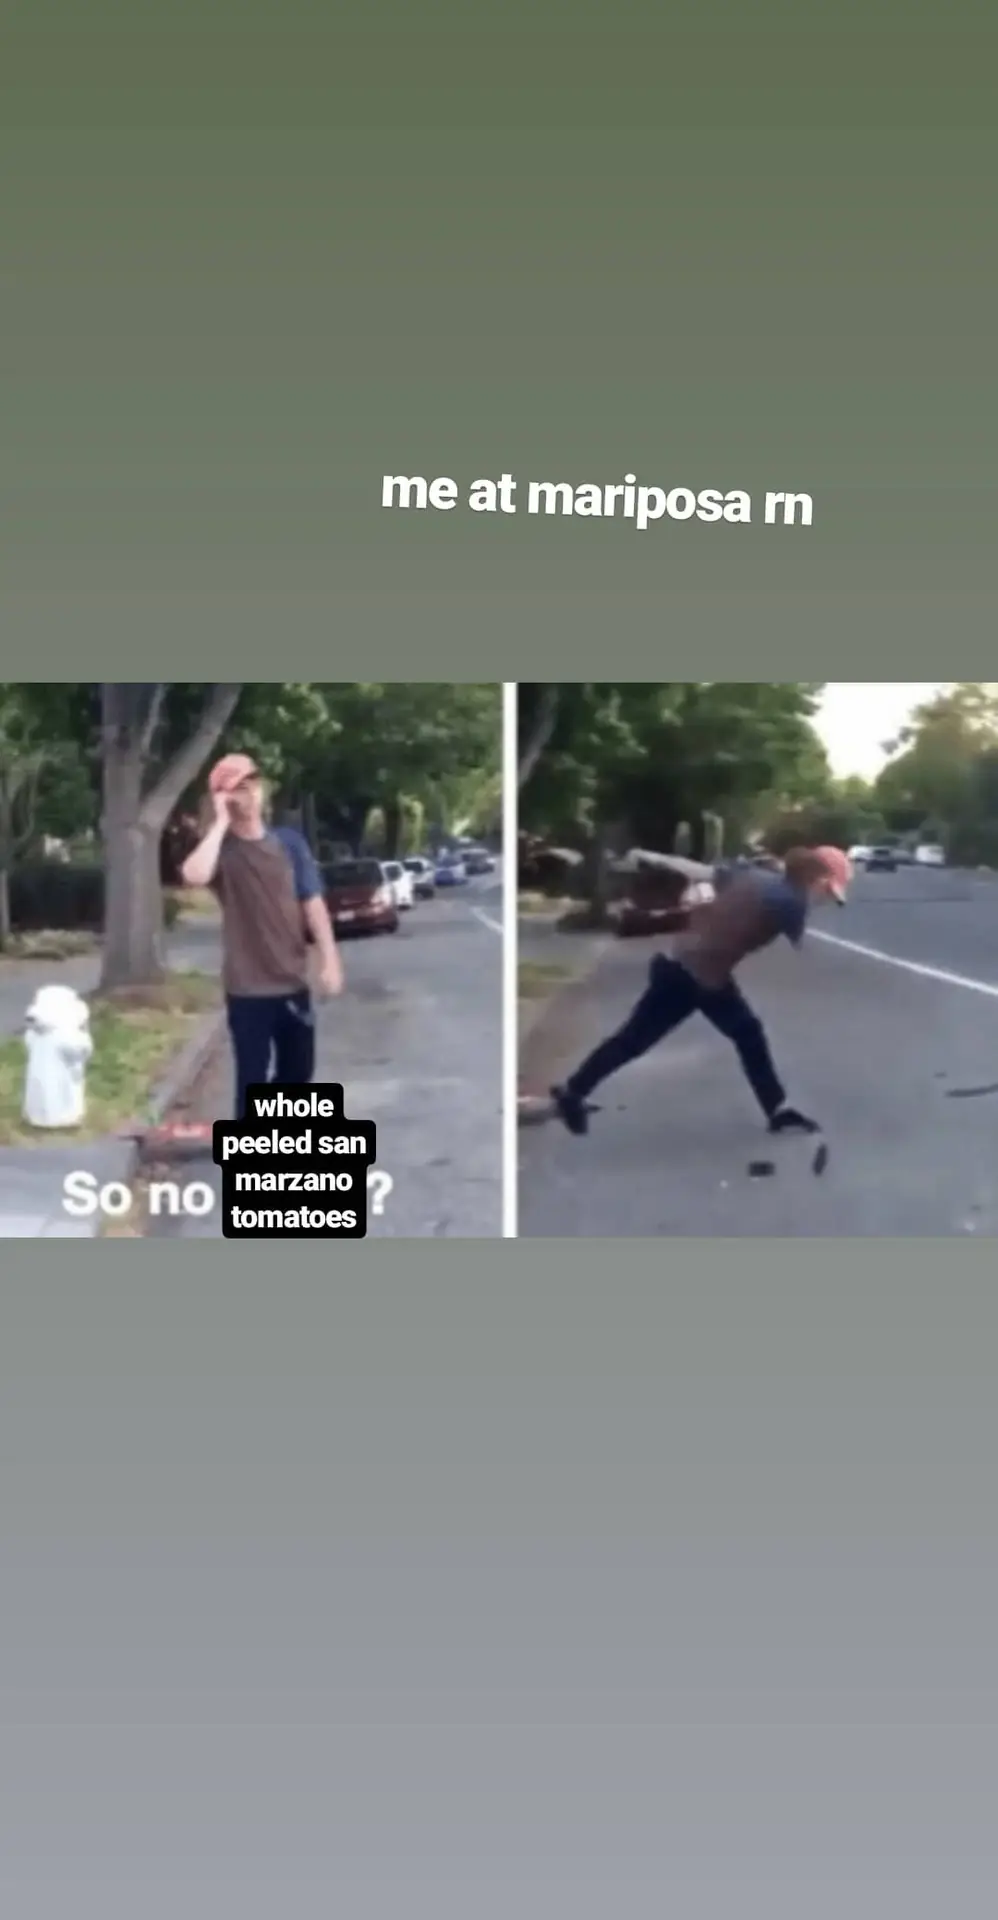 me at mariposa rn
whole
peeled san
marzano
tomatoes
So no ?